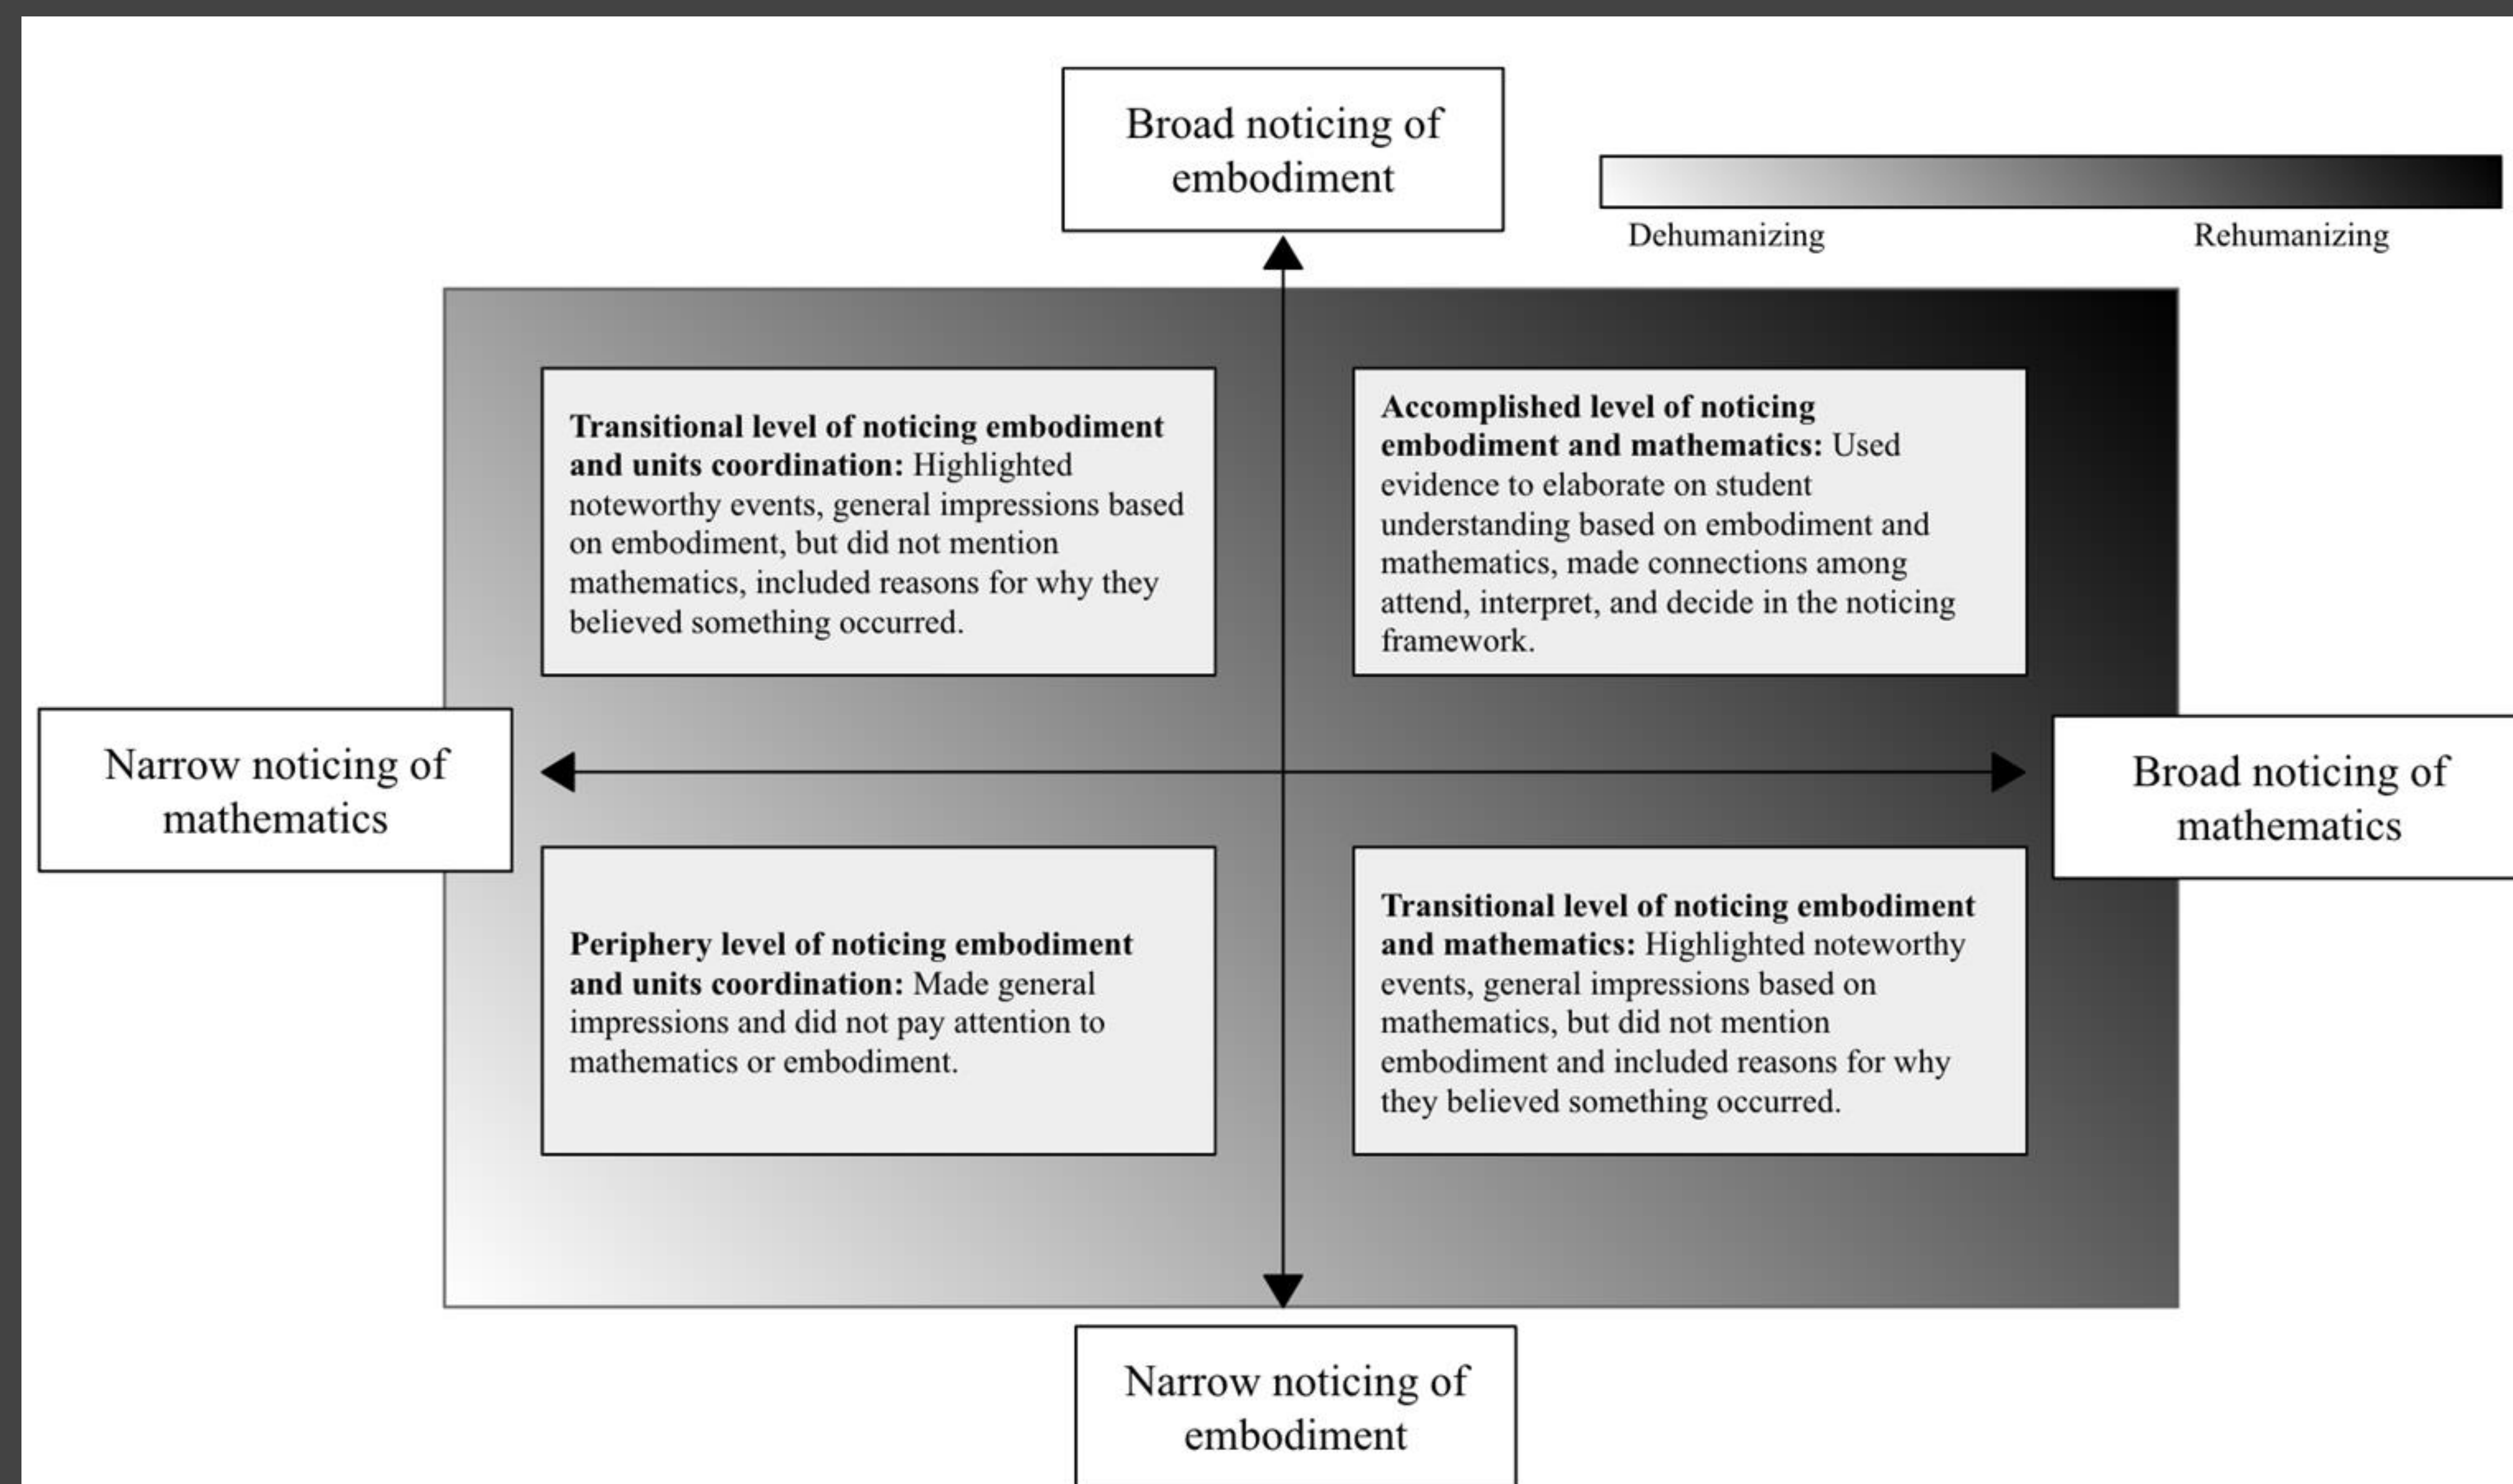 Broad noticing of
embodiment
Dehumanizing
Rehumanizing
Transitional level of noticing embodiment
and units coordination: Highlighted
noteworthy events, general impressions based
on embodiment, but did not mention
mathematics, included reasons for why they
believed something occurred.
Accomplished level of noticing
embodiment and mathematics: Used
evidence to elaborate on student
understanding based on embodiment and
mathematics, made connections among
attend, interpret, and decide in the noticing
framework.
Narrow noticing of
mathematics
Broad noticing of
mathematics
Periphery level of noticing embodiment
and units coordination: Made general
impressions and did not pay attention to
mathematics or embodiment.
Transitional level of noticing embodiment
and mathematics: Highlighted noteworthy
events, general impressions based on
mathematics, but did not mention
embodiment and included reasons for why
they believed something occurred.
Narrow noticing of
embodiment